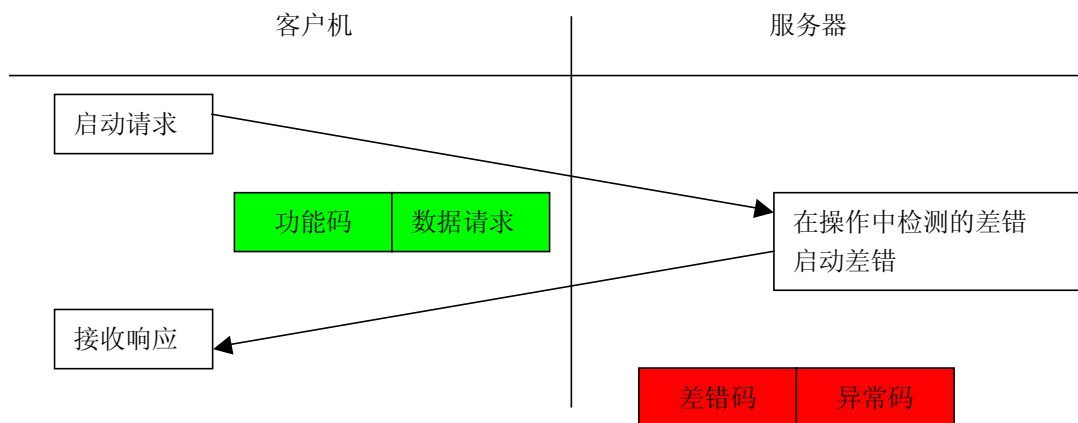 客户机
服务器
启动请求
功能码
数据请求
在操作中检测的差错
启动差错
接收响应
差错码
异常码